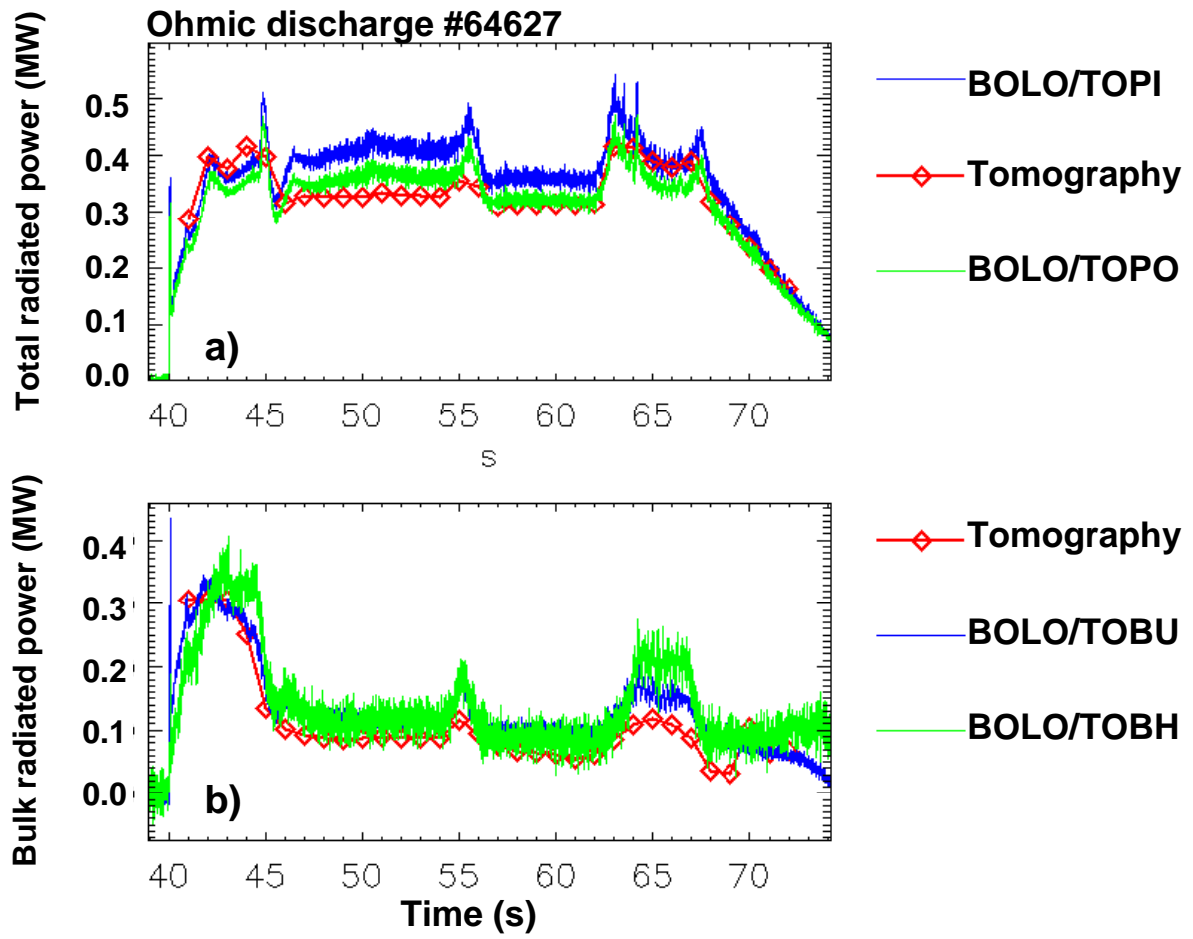 Ohmic discharge #64627
Total radiated power (MW)
0.5
0.4
0.3
0.2
0.1
0.0
a)
40 45 50 55 60 65 70
s
BOLO/TOPI
Tomography
BOLO/TOPO
Bulk radiated power (MW)
0.4
0.3
0.2
0.1
0.0
b)
40 45 50 55 60 65 70
Time (s)
Tomography
BOLO/TOBU
BOLO/TOBH